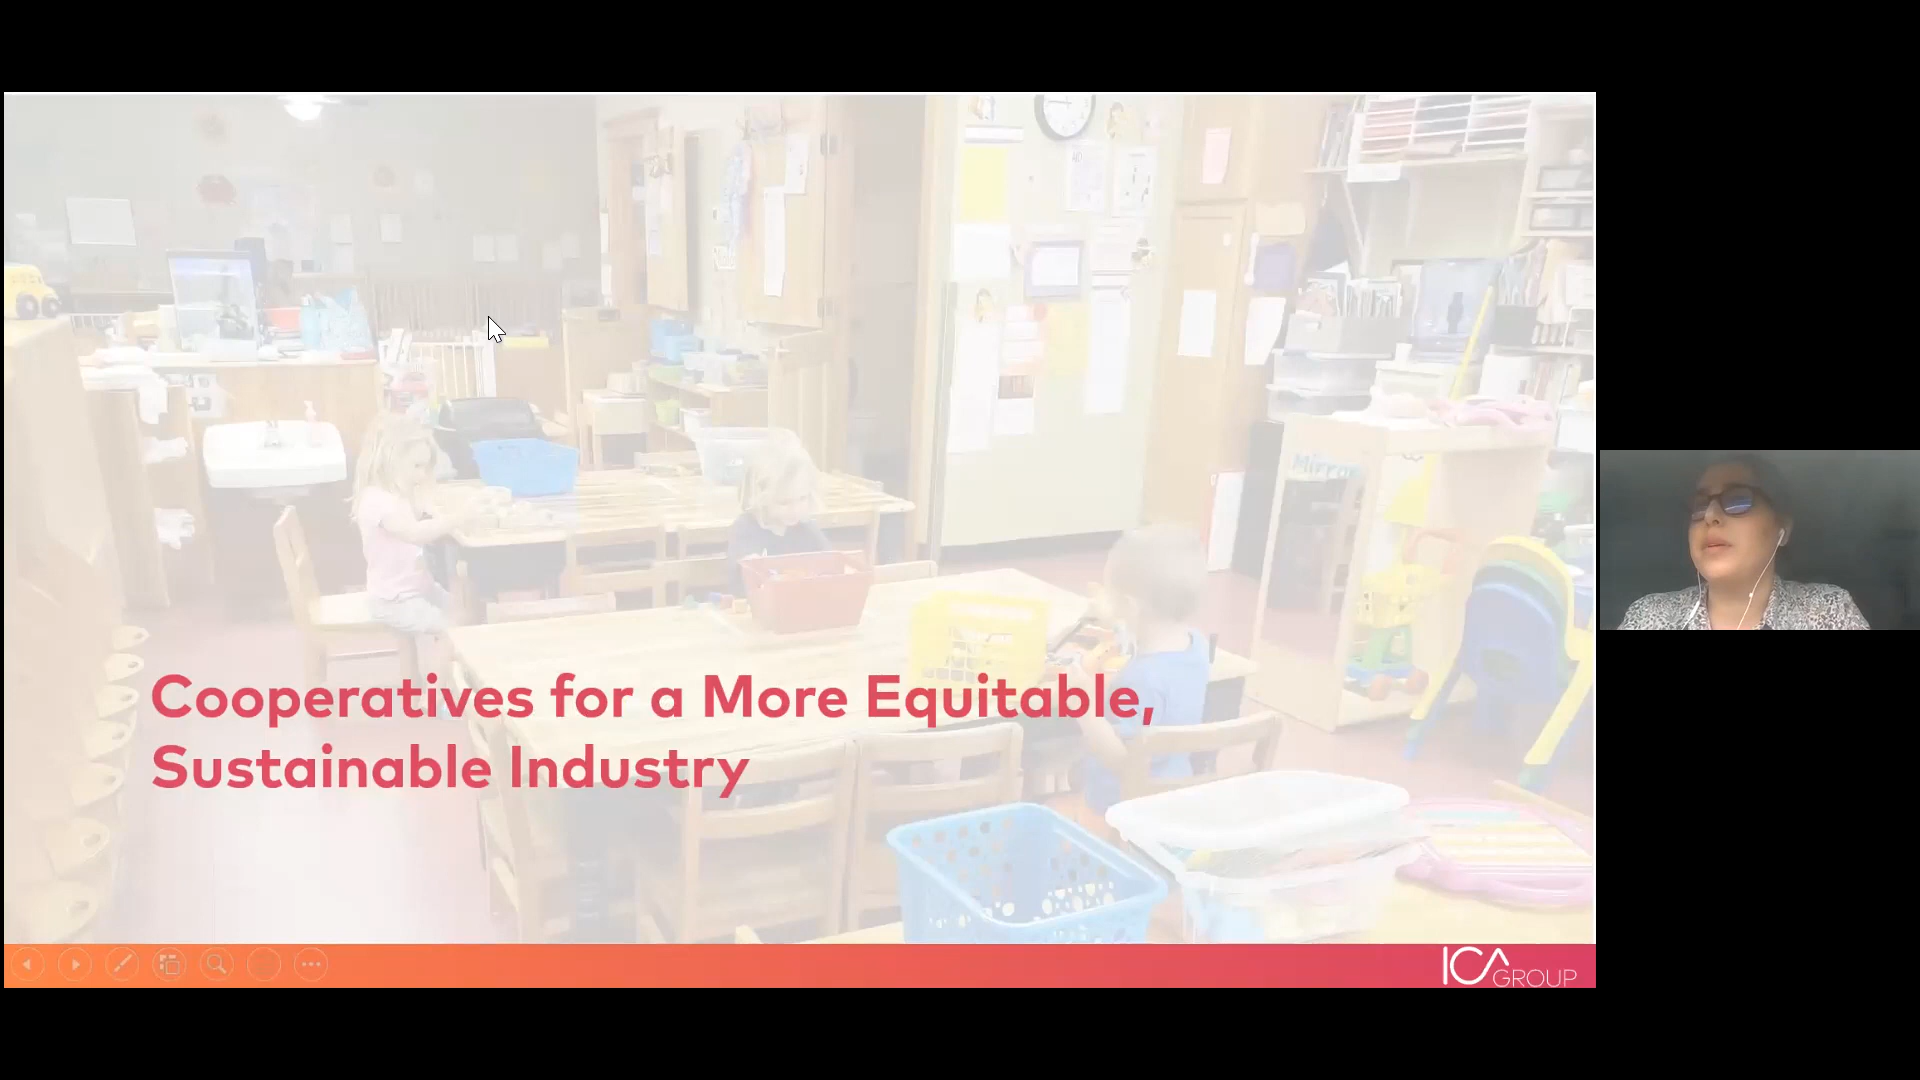 Cooperatives for a More Equitable,
Sustainable Industry
ICA GROUP